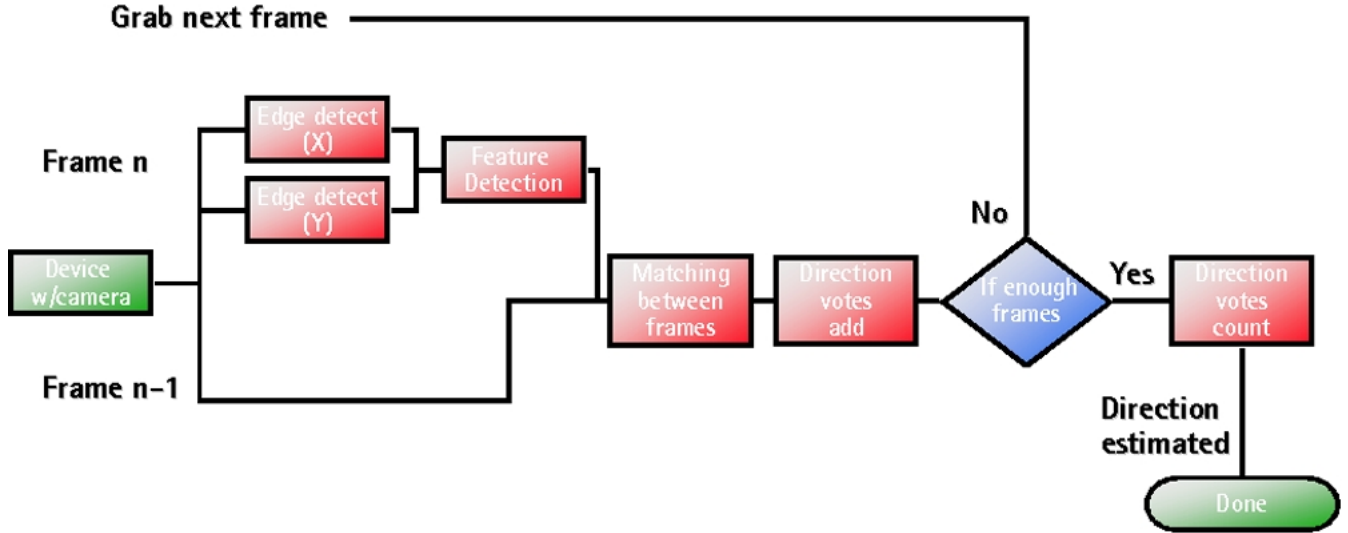 Grab next frame
Edge detect
(X)
Frame n
Feature
Detection
Edge detect
(Y)
No
Device
w/camera
Matching
between
frames
Direction
votes
add
If enough
frames
Yes
Direction
votes
count
Frame n-1
Direction
estimated
Done